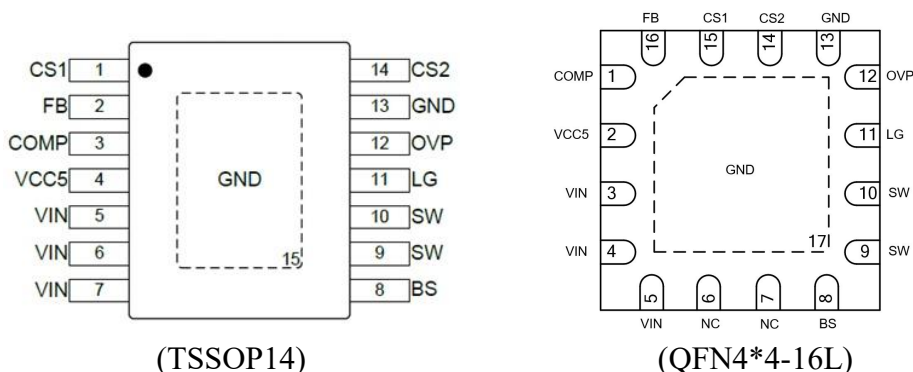 CS1 1 14 CS2
FB 2 13 GND
COMP 3 12 OVP
VCC5 4 GND 11 LG
VIN 5 10 SW
VIN 6 9 SW
VIN 7 8 BS
15
(TSSOP14)
FB CS1 CS2 GND
16 15 14 13
COMP 1 12 OVP
VCC5 2 11 LG
GND
VIN 3 10 SW
VIN 4 9 SW
17
5 6 7 8
VIN NC NC BS
(QFN4*4-16L)